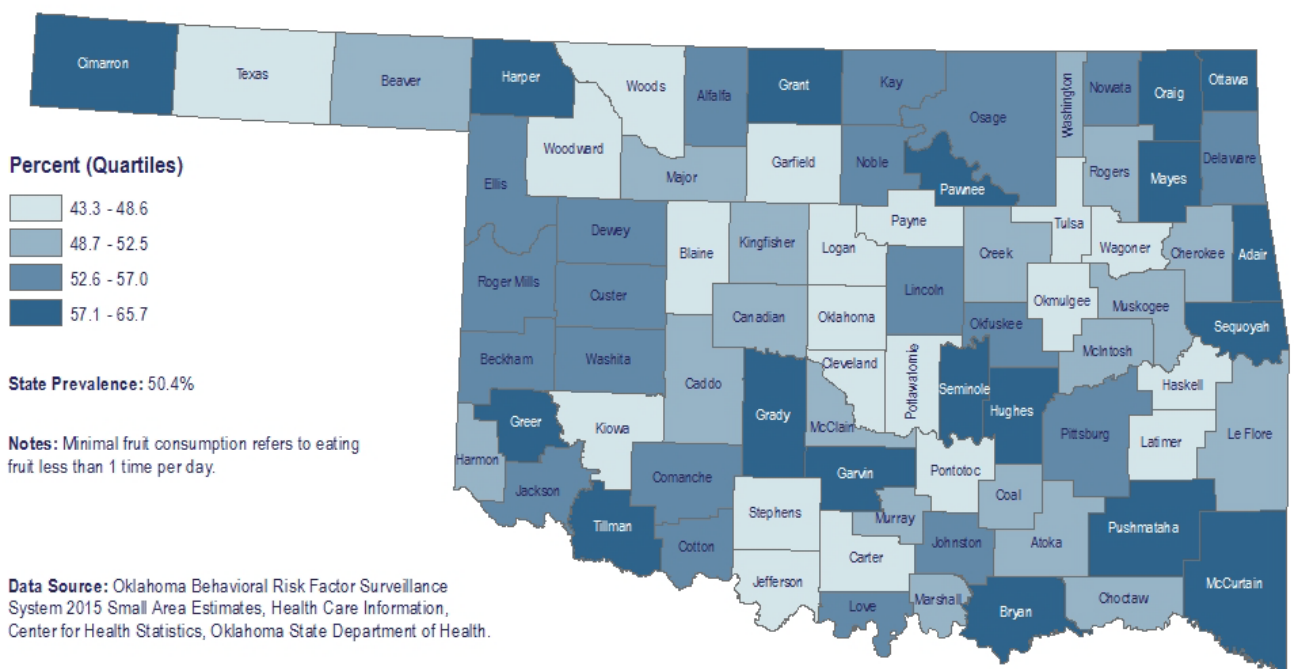 Cimarron
Texas
Beaver
Harper
Woods
Alfalfa
Grant
Kay
Osage
Washington
Nowata
Craig
Ottawa
Woodward
Major
Garfield
Noble
Pawnee
Rogers
Mayes
Delaware
Percent (Quartiles)
43.3 - 48.6
48.7 - 52.5
52.6 - 57.0
57.1 - 65.7
Ellis
Dewey
Blaine
Kingfisher
Logan
Payne
Creek
Tulsa
Wagoner
Cherokee
Adair
Roger Mills
Custer
Canadian
Oklahoma
Lincoln
Okfuskee
Okmulgee
Muskogee
Sequoyah
Beckham
Washita
Caddo
Grady
Cleveland
Pottawatomie
Seminole
Hughes
McIntosh
Haskell
State Prevalence: 50.4%
Greer
Kiowa
McClain
Pittsburg
Latimer
Le Flore
Notes: Minimal fruit consumption refers to eating
fruit less than 1 time per day.
Harmon
Jackson
Comanche
Garvin
Pontotoc
Coal
Tillman
Stephens
Murray
Pushmataha
Cotton
Carter
Johnston
Atoka
McCurtain
Jefferson
Love
Marshall
Bryan
Choctaw
Data Source: Oklahoma Behavioral Risk Factor Surveillance
System 2015 Small Area Estimates, Health Care Information,
Center for Health Statistics, Oklahoma State Department of Health.